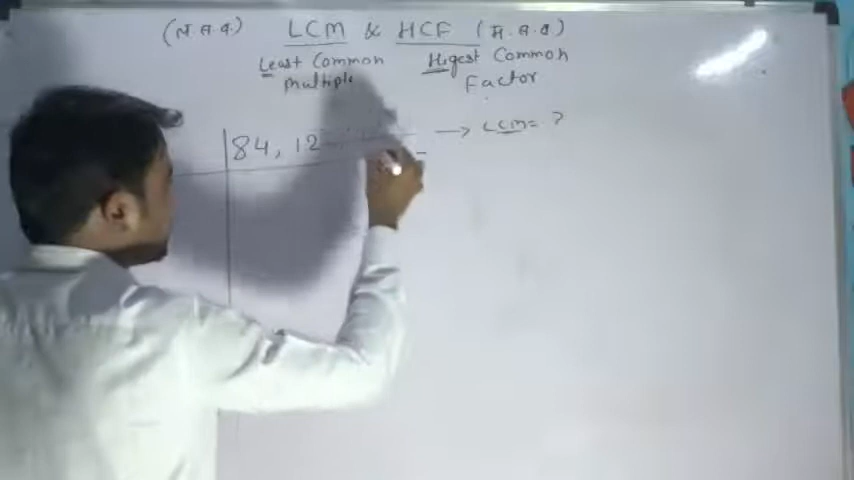 (ल.स.व.) LCM & HCF (म.स.व.)
Least Common Higest Common
Multiple Factor
84, 12 → LCM = ?